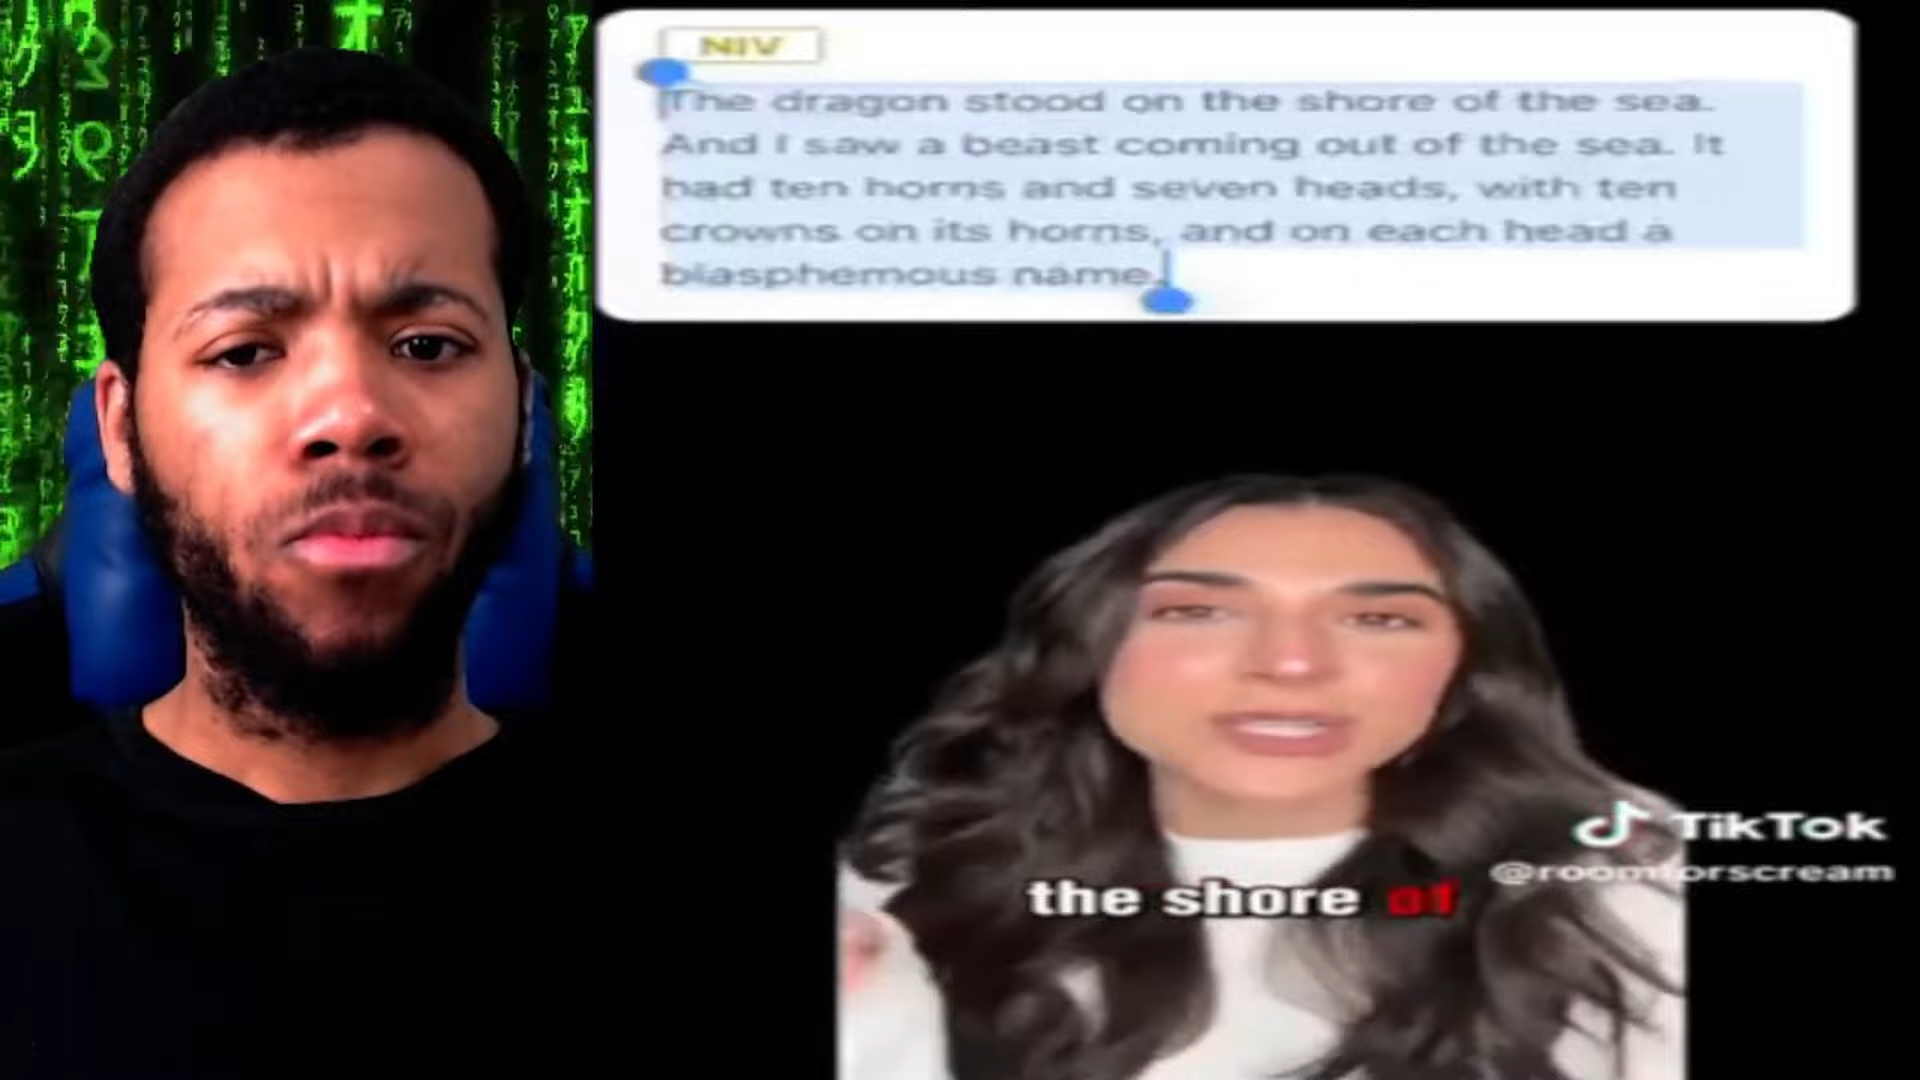 NIV
The dragon stood on the shore of the sea.
And I saw a beast coming out of the sea. It
had ten horns and seven heads, with ten
crowns on its horns, and on each head a
blasphemous name.
TikTok
@roomforscream
the shore of